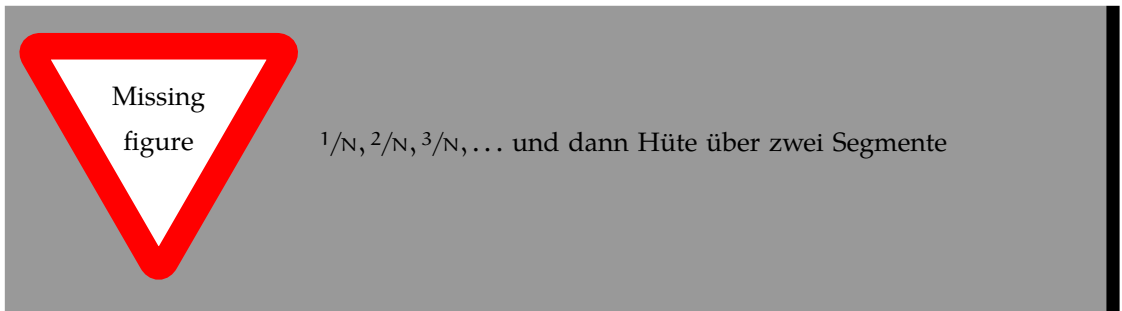 Missing
figure
1/N, 2/N, 3/N, ... und dann Hüte über zwei Segmente